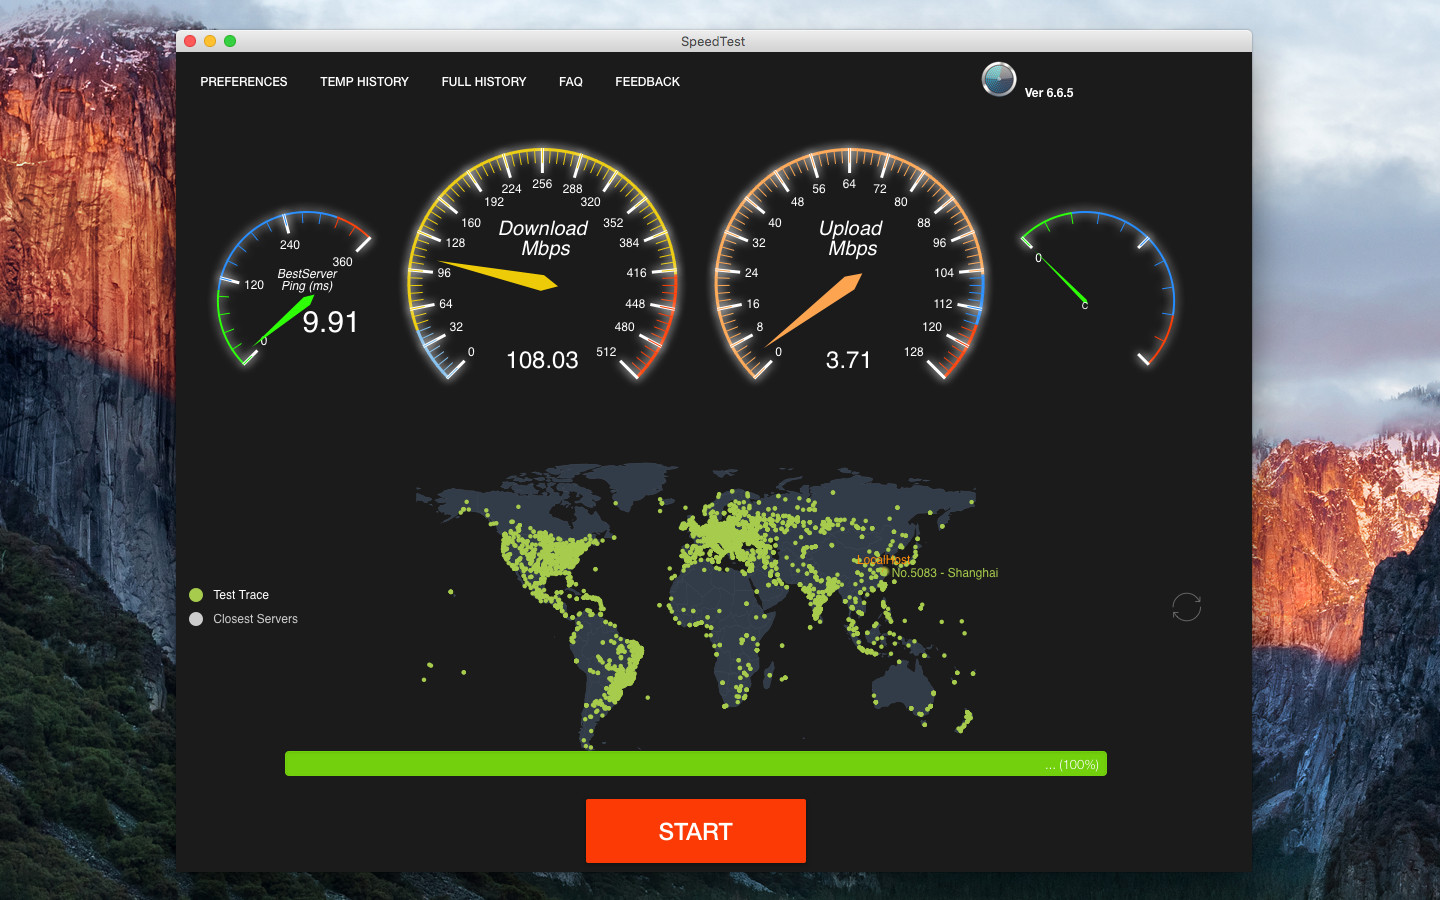 SpeedTest
PREFERENCES TEMP HISTORY FULL HISTORY FAQ FEEDBACK
Ver 6.6.5
0
120
240
360
BestServer
Ping (ms)
9.91
0
32
64
96
128
160
192
224
256
288
320
352
384
416
448
480
512
Download
Mbps
108.03
0
8
16
24
32
40
48
56
64
72
80
88
96
104
112
120
128
Upload
Mbps
3.71
0
C
LocalHost
No.5083 - Shanghai
Test Trace
Closest Servers
... (100%)
START